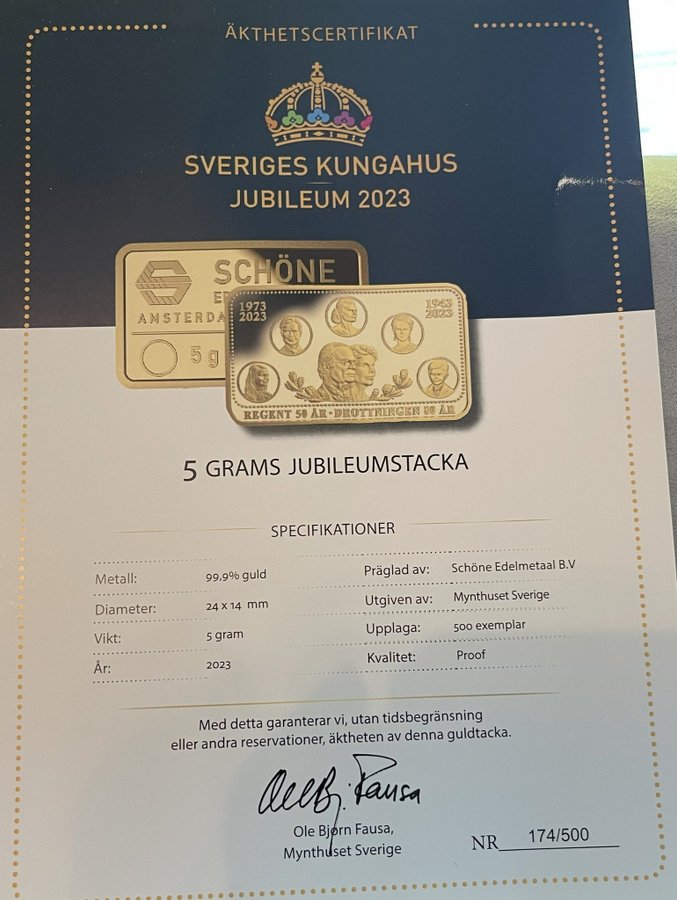 ÄKTHETSCERTIFIKAT
SVERIGES KUNGAHUS
JUBILEUM 2023
SCHÖNE
AMSTERDA
5 g
1973
2023
1943
2023
REGENT 50 ÅR · DROTTNINGEN 80 ÅR
5 GRAMS JUBILEUMSTACKA
SPECIFIKATIONER
Metall: 99,9% guld
Diameter: 24 x 14 mm
Vikt: 5 gram
År: 2023
Präglad av: Schöne Edelmetaal B.V
Utgiven av: Mynthuset Sverige
Upplaga: 500 exemplar
Kvalitet: Proof
Med detta garanterar vi, utan tidsbegränsning
eller andra reservationer, äktheten av denna guldtacka.
Ole Bj. Fausa
Ole Bjørn Fausa,
Mynthuset Sverige
NR 174/500